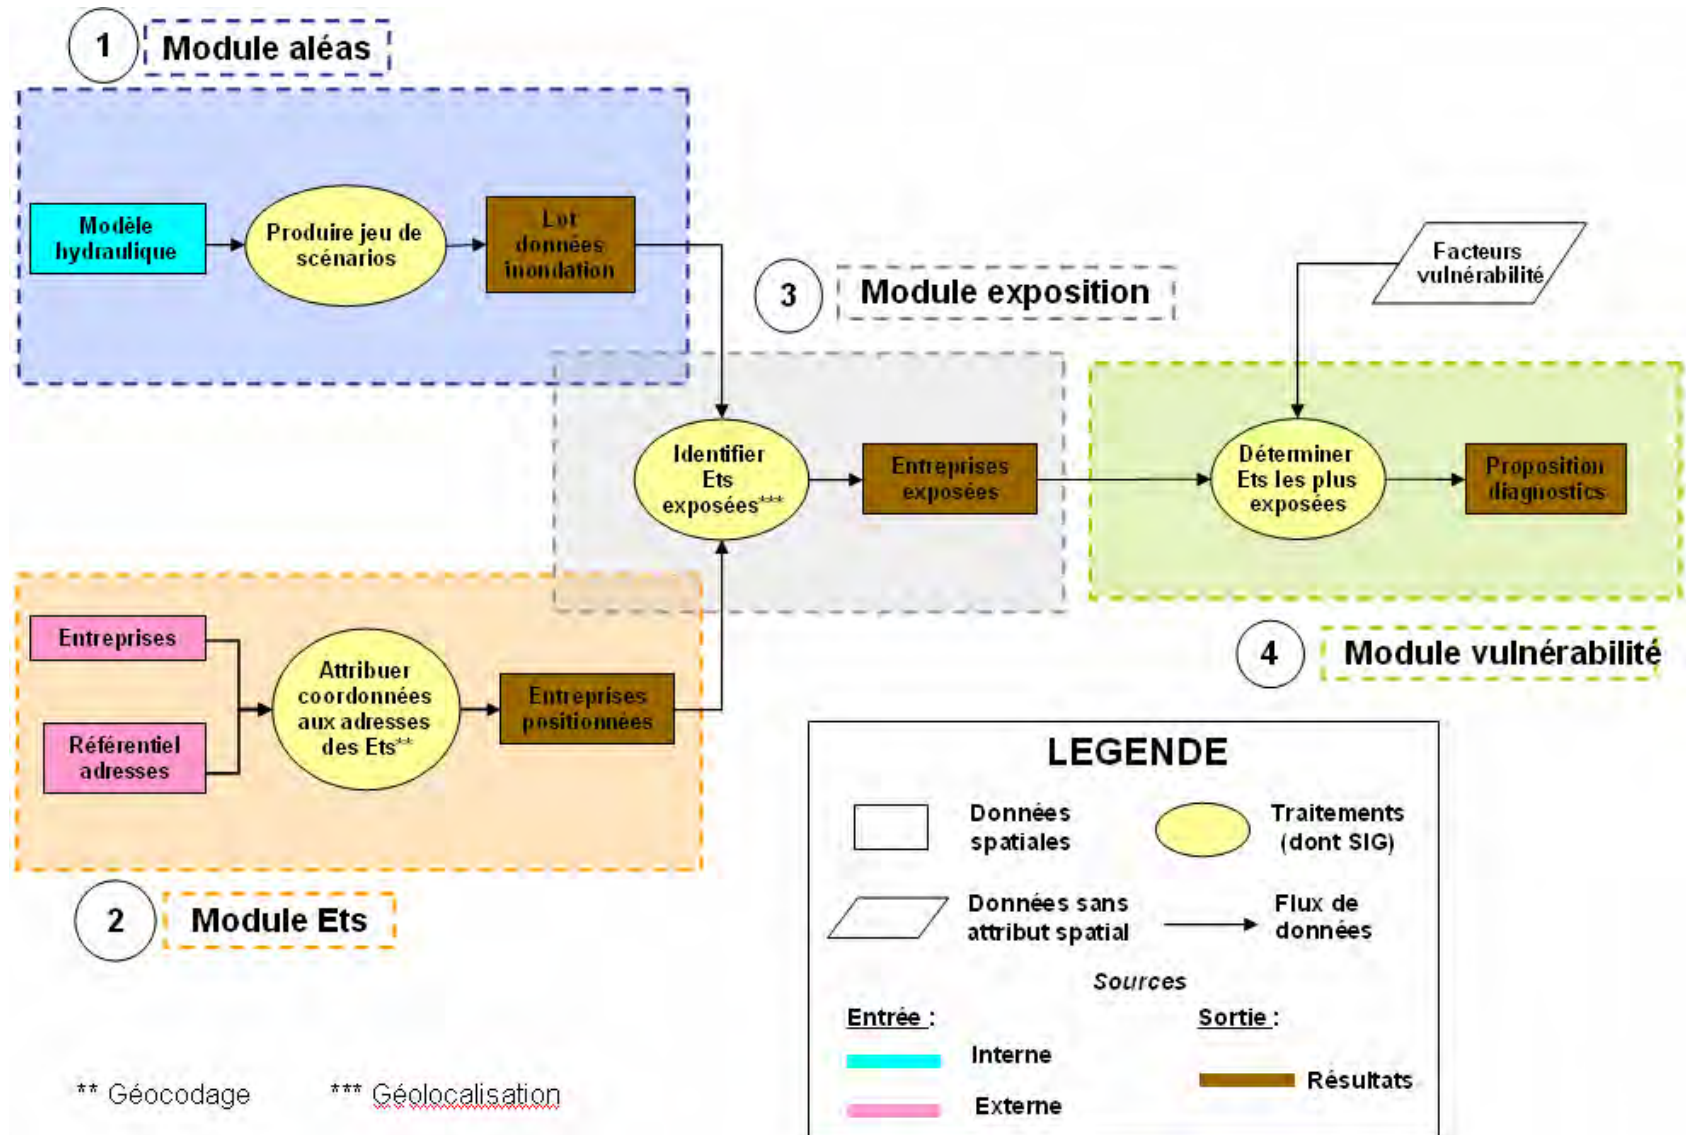 1
Module aléas
Modèle
hydraulique
Produire jeu de
scénarios
Lot
données
inondation
3
Module exposition
Facteurs
vulnérabilité
Identifier
Ets
exposées***
Entreprises
exposées
Déterminer
Ets les plus
exposées
Proposition
diagnostics
Entreprises
Référentiel
adresses
Attribuer
coordonnées
aux adresses
des Ets**
Entreprises
positionnées
4
Module vulnérabilité
2
Module Ets
LEGENDE
Données
spatiales
Traitements
(dont SIG)
Données sans
attribut spatial
Flux de
données
Sources
Entrée :
Sortie :
Interne
Résultats
Externe
** Géocodage
*** Géolocalisation